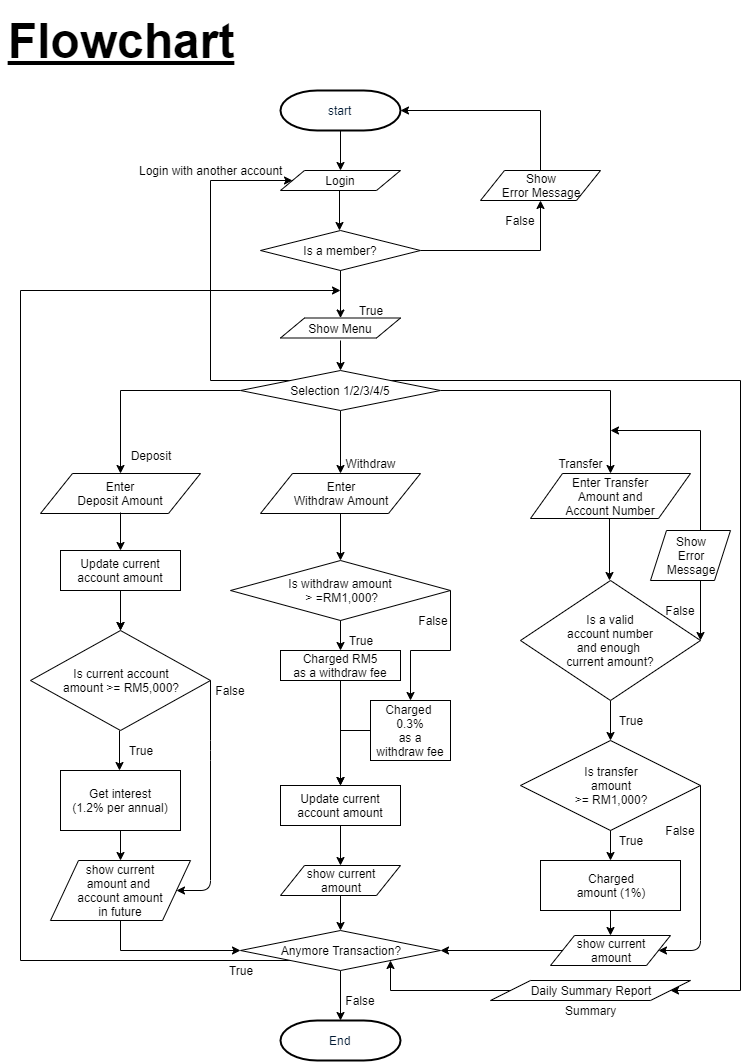 Flowchart
start
Login with another account
Login
Show
Error Message
False
Is a member?
True
Show Menu
Selection 1/2/3/4/5
Deposit
Withdraw
Transfer
Enter
Deposit Amount
Enter
Withdraw Amount
Enter Transfer
Amount and
Account Number
Show
Error
Message
Update current
account amount
Is withdraw amount
> =RM1,000?
False
False
Is a valid
account number
and enough
current amount?
True
Charged RM5
as a withdraw fee
Is current account
amount >= RM5,000?
False
Charged
0.3%
as a
withdraw fee
True
True
Get interest
(1.2% per annual)
Is transfer
amount
>= RM1,000?
Update current
account amount
False
True
show current
amount and
account amount
in future
show current
amount
Charged
amount (1%)
Anymore Transaction?
show current
amount
True
False
Daily Summary Report
Summary
End